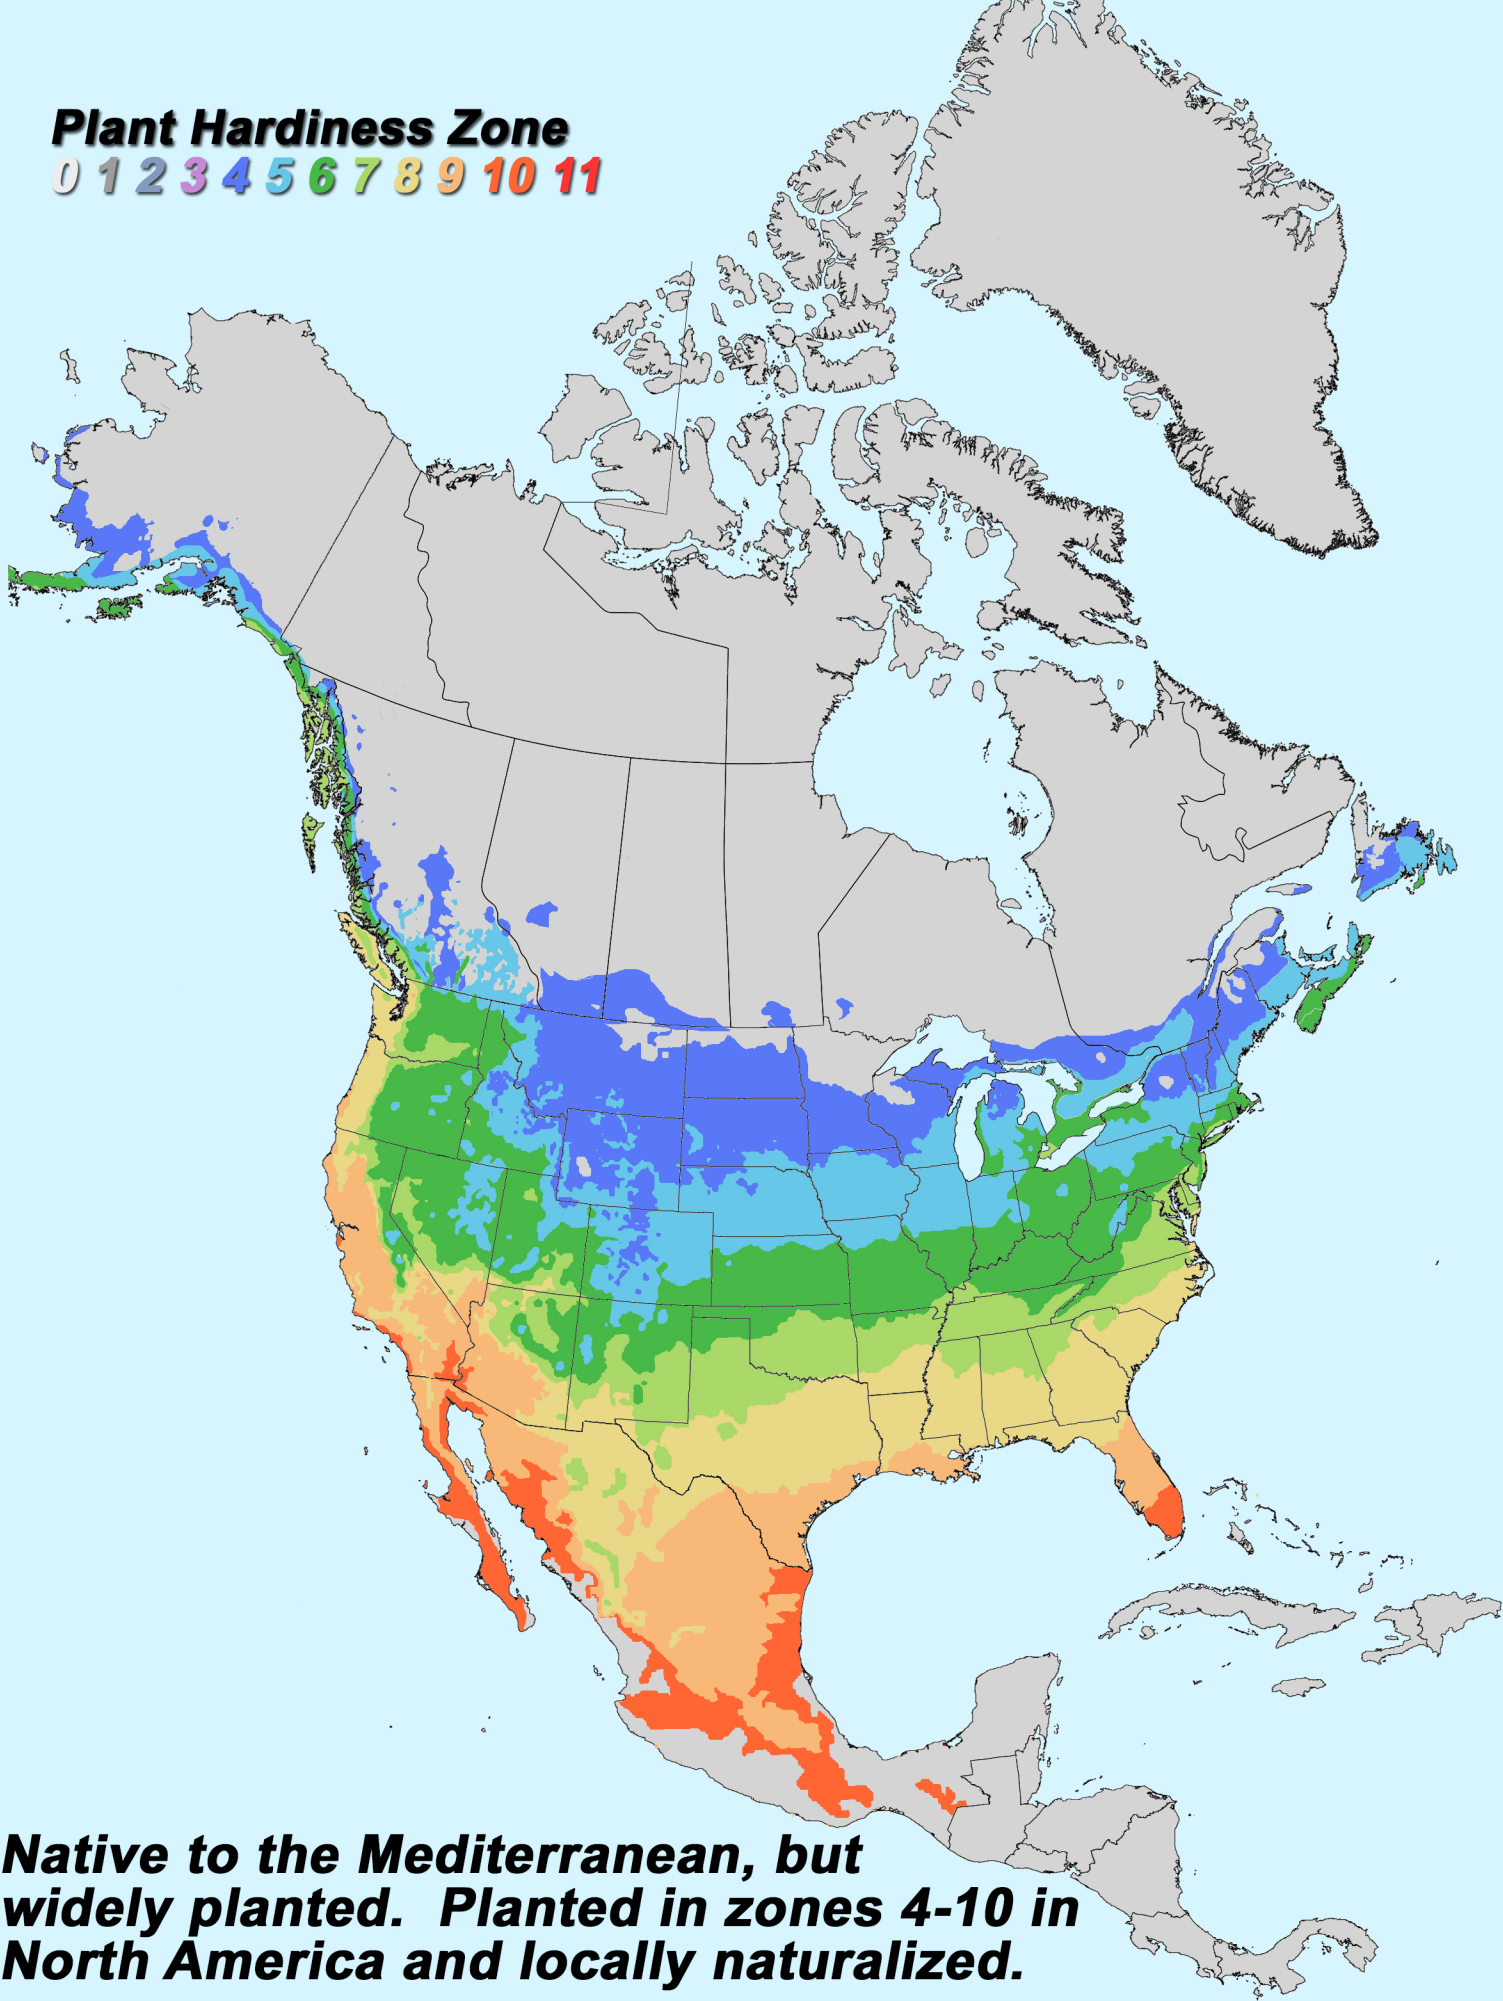 Plant Hardiness Zone
0 1 2 3 4 5 6 7 8 9 10 11
Native to the Mediterranean, but
widely planted. Planted in zones 4-10 in
North America and locally naturalized.